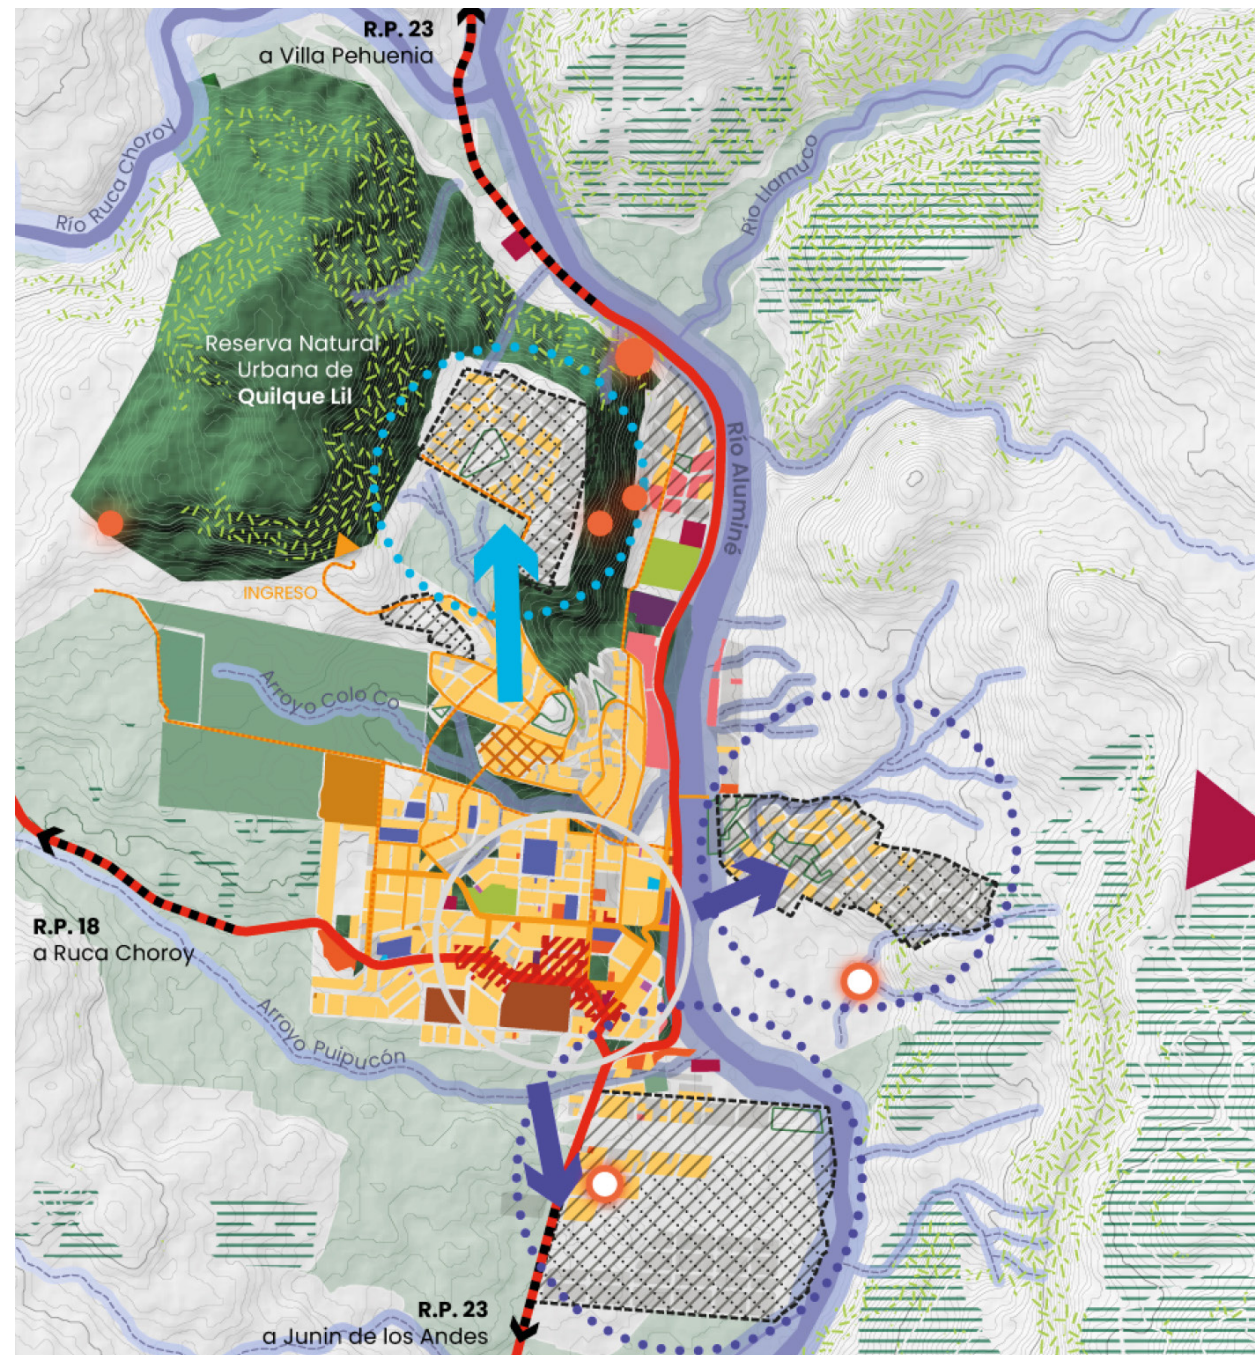 R.P. 23
a Villa Pehuenia
Río Ruca Choroy
Río Llamuco
Reserva Natural
Urbana de
Quilque Lil
Río Aluminé
INGRESO
Arroyo Colo Co
R.P. 18
a Ruca Choroy
Arroyo Puipucón
R.P. 23
a Junin de los Andes